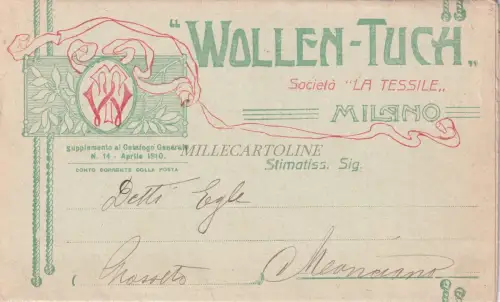 "WOLLEN-TUCH"
Società "LA TESSILE"
MILANO
W
Supplemento al Catalogo Generale
N. 14 - Aprile 1910.
MILLECARTOLINE
CONTO CORRENTE COLLA POSTA
Stimatiss. Sig.
Detti Egle
( Grosseto ) Manciano